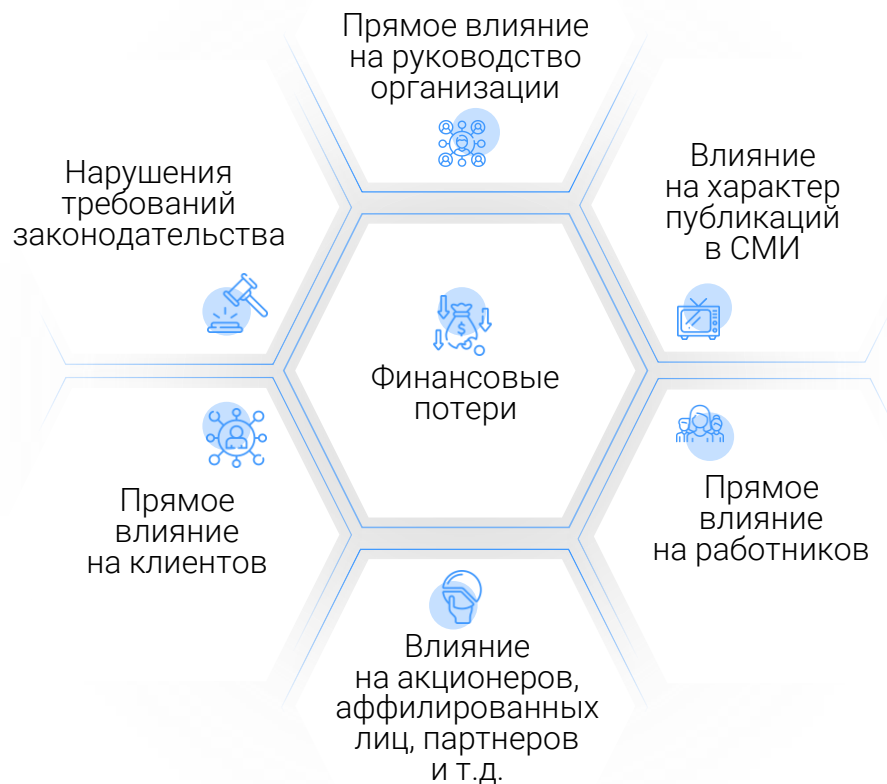 Прямое влияние
на руководство
организации
Нарушения
требований
законодательства
Влияние
на характер
публикаций
в СМИ
$
Финансовые
потери
Прямое
влияние
на клиентов
Прямое
влияние
на работников
Влияние
на акционеров,
аффилированных
лиц, партнеров
и т.д.